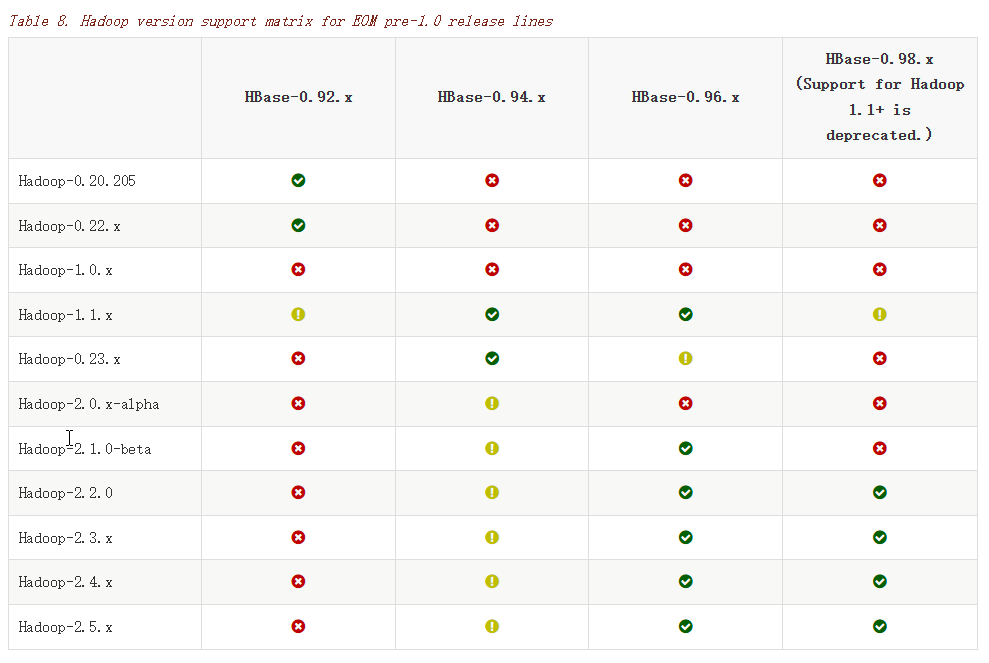 Table 8. Hadoop version support matrix for EOM pre-1.0 release lines
HBase-0.92.x
HBase-0.94.x
HBase-0.96.x
HBase-0.98.x
(Support for Hadoop
1.1+ is
deprecated.)
Hadoop-0.20.205
Hadoop-0.22.x
Hadoop-1.0.x
Hadoop-1.1.x
Hadoop-0.23.x
Hadoop-2.0.x-alpha
Hadoop-2.1.0-beta
Hadoop-2.2.0
Hadoop-2.3.x
Hadoop-2.4.x
Hadoop-2.5.x